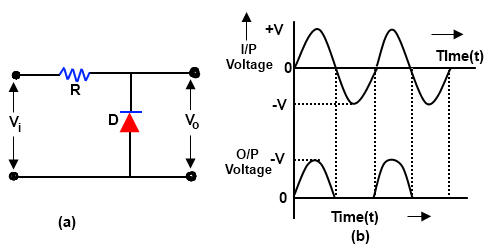 R
D
Vi
Vo
(a)
+V
I/P
Voltage
0
Time(t)
-V
O/P
Voltage
-V
0
Time(t)
(b)